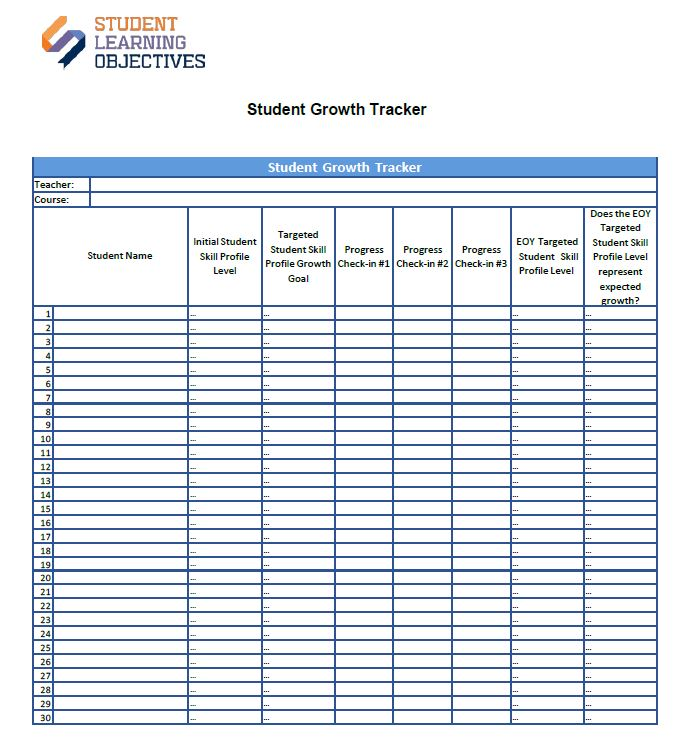 STUDENT
LEARNING
OBJECTIVES
Student Growth Tracker
Student Growth Tracker
Teacher:
Course:
Student Name
Initial Student
Skill Profile
Level
Targeted
Student Skill
Profile Growth
Goal
Progress
Check-in #1
Progress
Check-in #2
Progress
Check-in #3
EOY Targeted
Student Skill
Profile Level
Does the EOY
Targeted
Student Skill
Profile Level
represent
expected
growth?
1 ... ... ... ...
2 ... ... ... ...
3 ... ... ... ...
4 ... ... ... ...
5 ... ... ... ...
6 ... ... ... ...
7 ... ... ... ...
8 ... ... ... ...
9 ... ... ... ...
10 ... ... ... ...
11 ... ... ... ...
12 ... ... ... ...
13 ... ... ... ...
14 ... ... ... ...
15 ... ... ... ...
16 ... ... ... ...
17 ... ... ... ...
18 ... ... ... ...
19 ... ... ... ...
20 ... ... ... ...
21 ... ... ... ...
22 ... ... ... ...
23 ... ... ... ...
24 ... ... ... ...
25 ... ... ... ...
26 ... ... ... ...
27 ... ... ... ...
28 ... ... ... ...
29 ... ... ... ...
30 ... ... ... ...